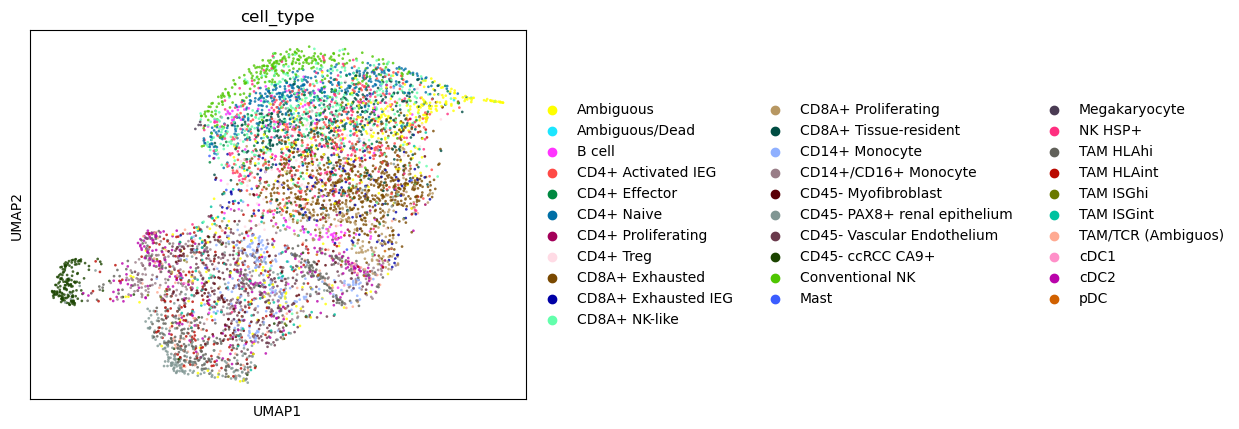 cell_type
UMAP2
UMAP1
Ambiguous
Ambiguous/Dead
B cell
CD4+ Activated IEG
CD4+ Effector
CD4+ Naive
CD4+ Proliferating
CD4+ Treg
CD8A+ Exhausted
CD8A+ Exhausted IEG
CD8A+ NK-like
CD8A+ Proliferating
CD8A+ Tissue-resident
CD14+ Monocyte
CD14+/CD16+ Monocyte
CD45- Myofibroblast
CD45- PAX8+ renal epithelium
CD45- Vascular Endothelium
CD45- ccRCC CA9+
Conventional NK
Mast
Megakaryocyte
NK HSP+
TAM HLAhi
TAM HLAint
TAM ISGhi
TAM ISGint
TAM/TCR (Ambiguos)
cDC1
cDC2
pDC